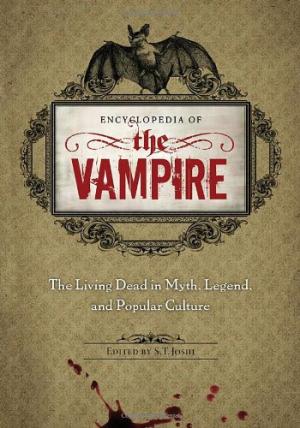 ENCYCLOPEDIA OF
the
VAMPIRE
The Living Dead in Myth, Legend,
and Popular Culture
EDITED BY S.T. JOSHI